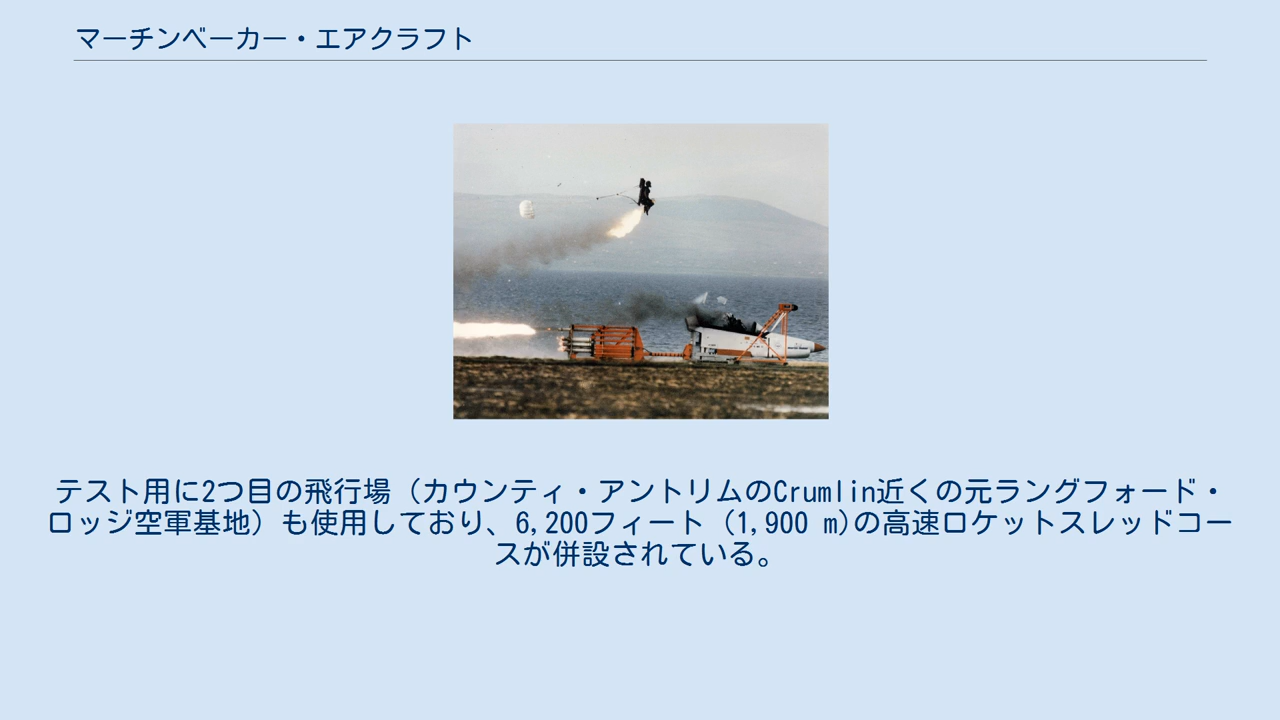 マーチンベーカー・エアクラフト
テスト用に2つ目の飛行場（カウンティ・アントリムのCrumlin近くの元ラングフォード・
ロッジ空軍基地）も使用しており、6,200フィート (1,900 m)の高速ロケットスレッドコー
スが併設されている。